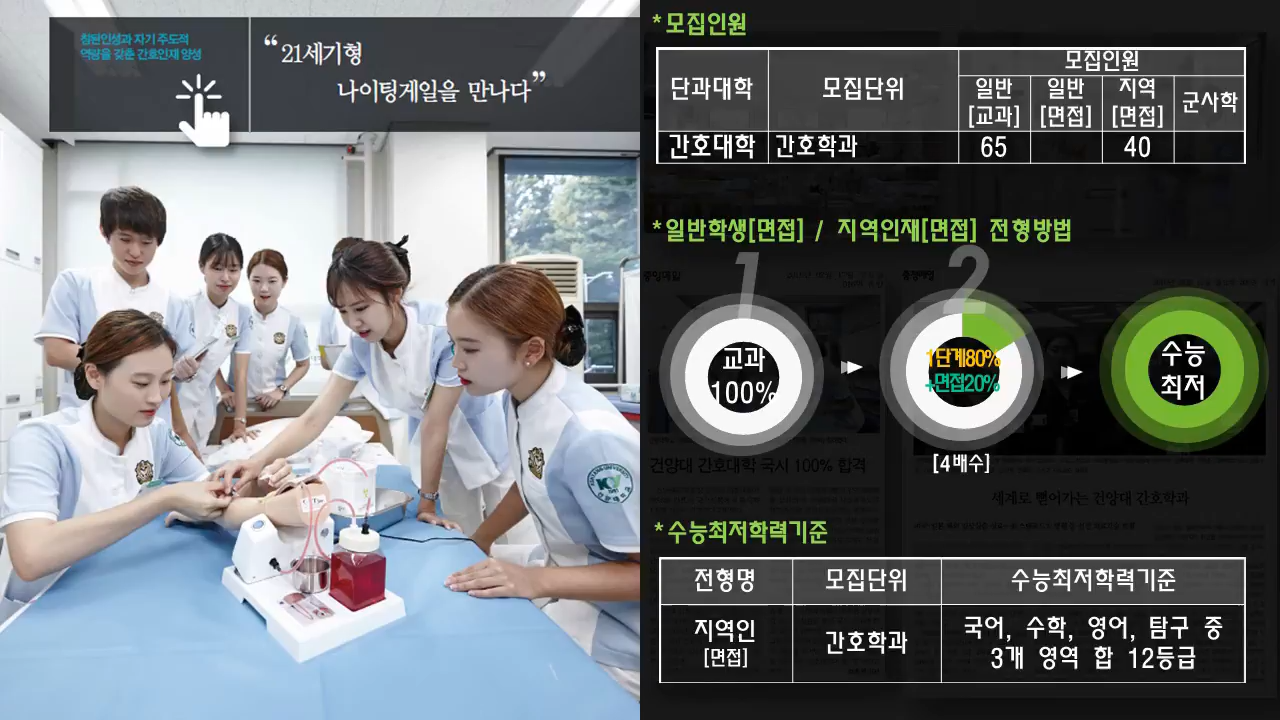 참된인성과 자기 주도적
역량을 갖춘 간호인재 양성
“21세기형
나이팅게일을 만나다”
*모집인원
단과대학 모집단위 모집인원
일반[교과] 일반[면접] 지역[면접] 군사학
간호대학 간호학과 65 40
*일반학생[면접] / 지역인재[면접] 전형방법
1
교과
100%
2
1단계80%
+면접20%
[4배수]
수능
최저
건양대 간호대학 국시 100% 합격
세계로 뻗어가는 건양대 간호학과
*수능최저학력기준
전형명 모집단위 수능최저학력기준
지역인[면접] 간호학과 국어, 수학, 영어, 탐구 중
3개 영역 합 12등급